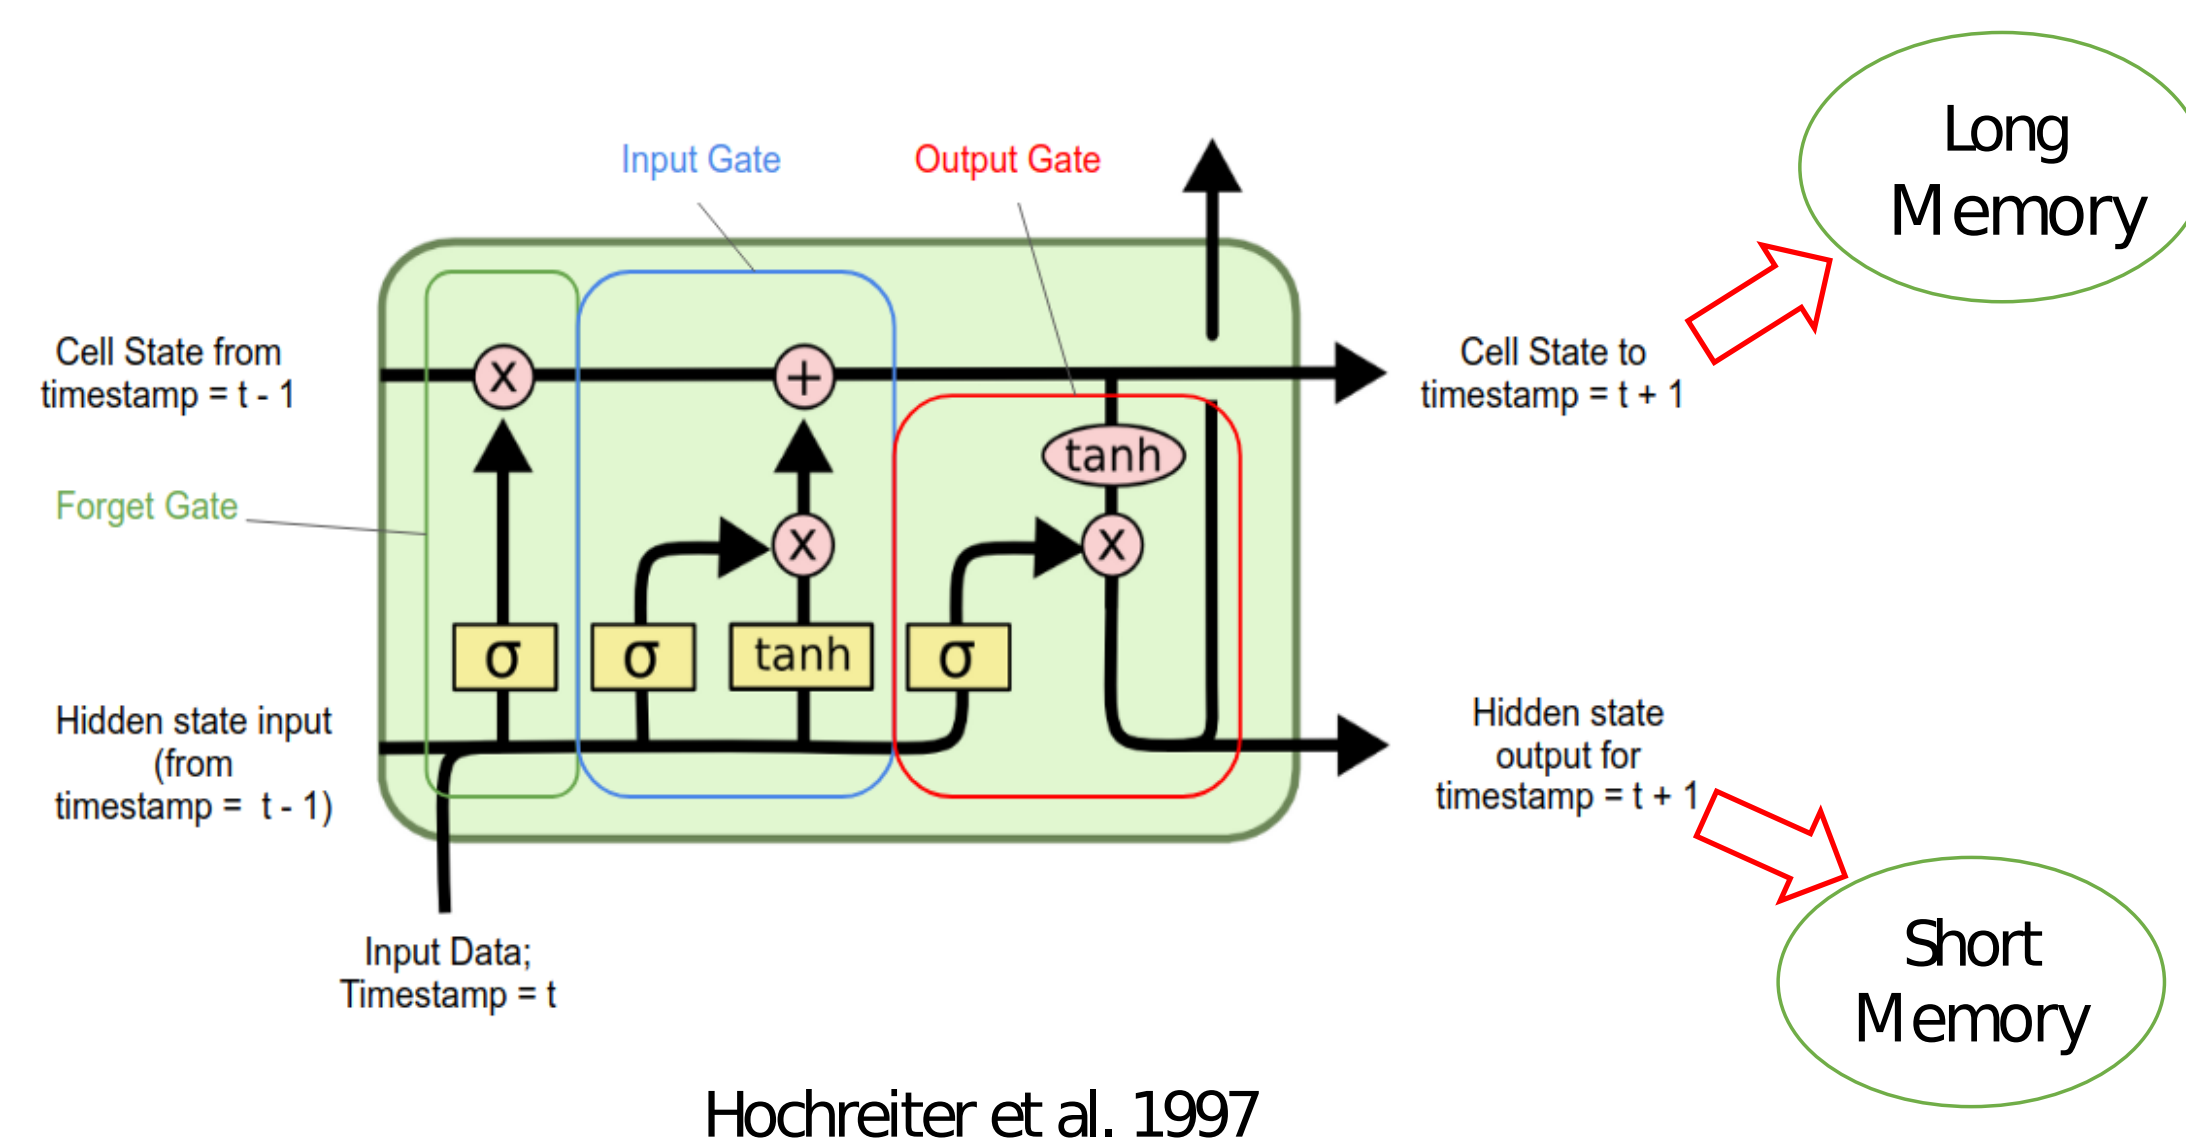 Long
Memory
Input Gate
Output Gate
Cell State from
timestamp = t - 1
x
+
Cell State to
timestamp = t + 1
tanh
Forget Gate
x
x
σ
σ
tanh
σ
Hidden state input
(from
timestamp = t - 1)
Hidden state
output for
timestamp = t + 1
Input Data;
Timestamp = t
Short
Memory
Hochreiter et al. 1997